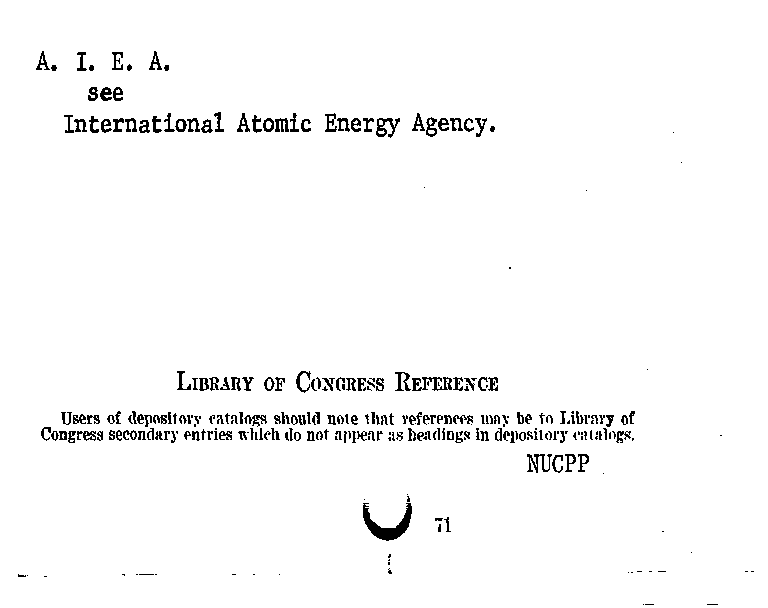 A. I. E. A.
see
International Atomic Energy Agency.
LIBRARY OF CONGRESS REFERENCE
Users of depository catalogs should note that references may be to Library of
Congress secondary entries which do not appear as headings in depository catalogs.
NUCPP
71